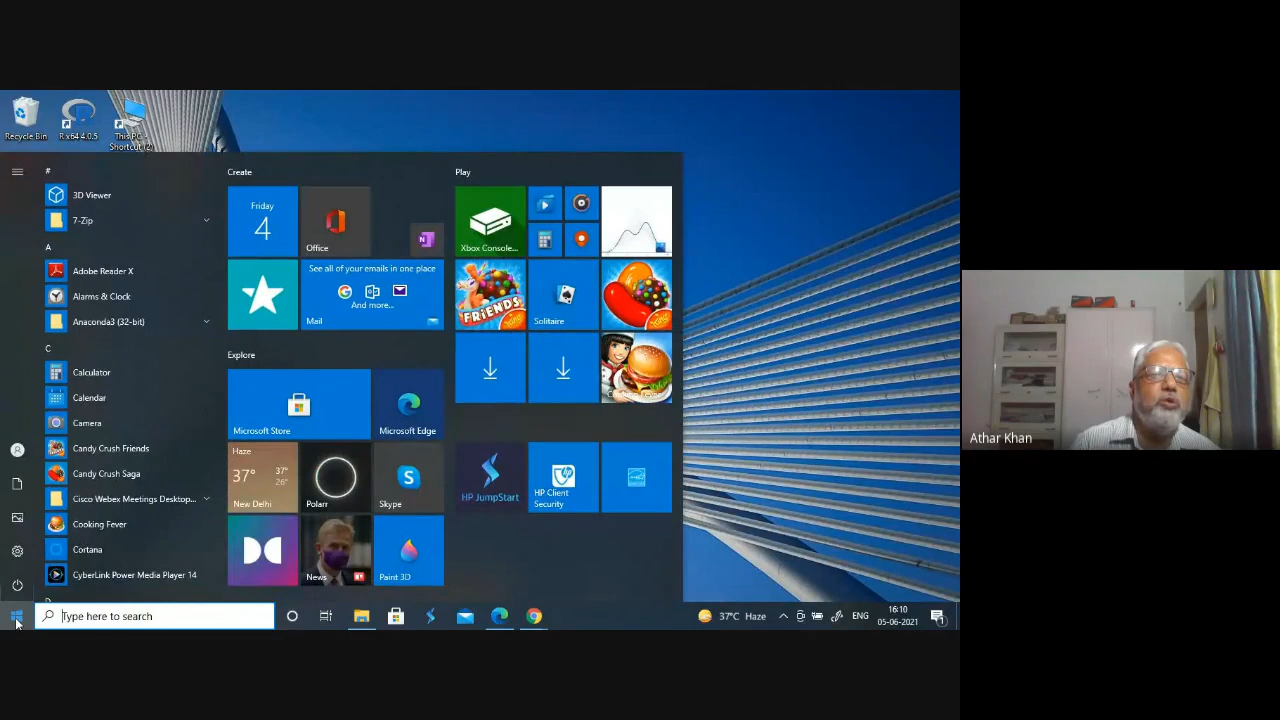 Recycle Bin
R x64 4.0.5
This PC -
Shortcut (2)
#
3D Viewer
7-Zip
A
Adobe Reader X
Alarms & Clock
Anaconda3 (32-bit)
C
Calculator
Calendar
Camera
Candy Crush Friends
Candy Crush Saga
Cisco Webex Meetings Desktop...
Cooking Fever
Cortana
CyberLink Power Media Player 14
Create
Friday
4
Office
See all of your emails in one place
And more...
Mail
Explore
Microsoft Store
Microsoft Edge
Haze
37° 37°
26°
New Delhi
Polarr
Skype
News
Paint 3D
Play
Xbox Console...
FRIENDS
King
Solitaire
King
HP JumpStart
HP Client
Security
Type here to search
37°C Haze
ENG
16:10
05-06-2021
1
Athar Khan